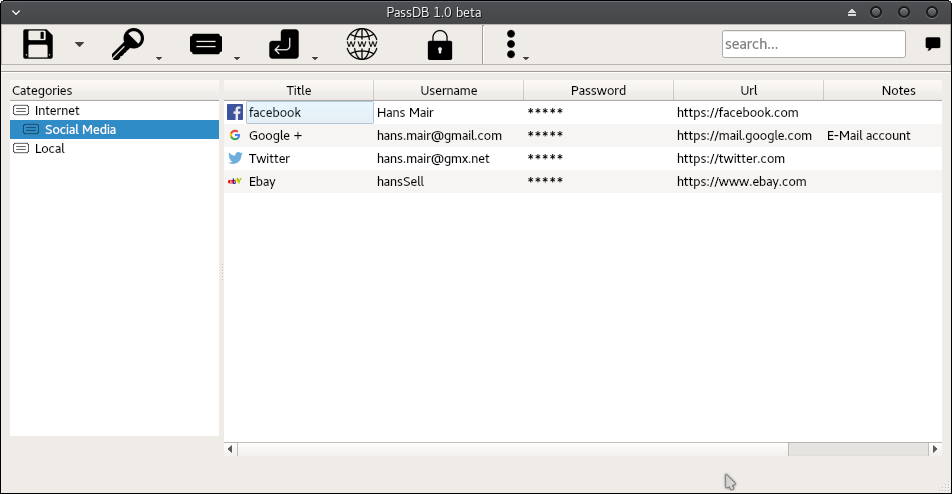 PassDB 1.0 beta
WWW
search...
Categories
Internet
Social Media
Local
Title Username Password Url Notes
facebook Hans Mair ***** https://facebook.com
Google + hans.mair@gmail.com ***** https://mail.google.com E-Mail account
Twitter hans.mair@gmx.net ***** https://twitter.com
Ebay hansSell ***** https://www.ebay.com